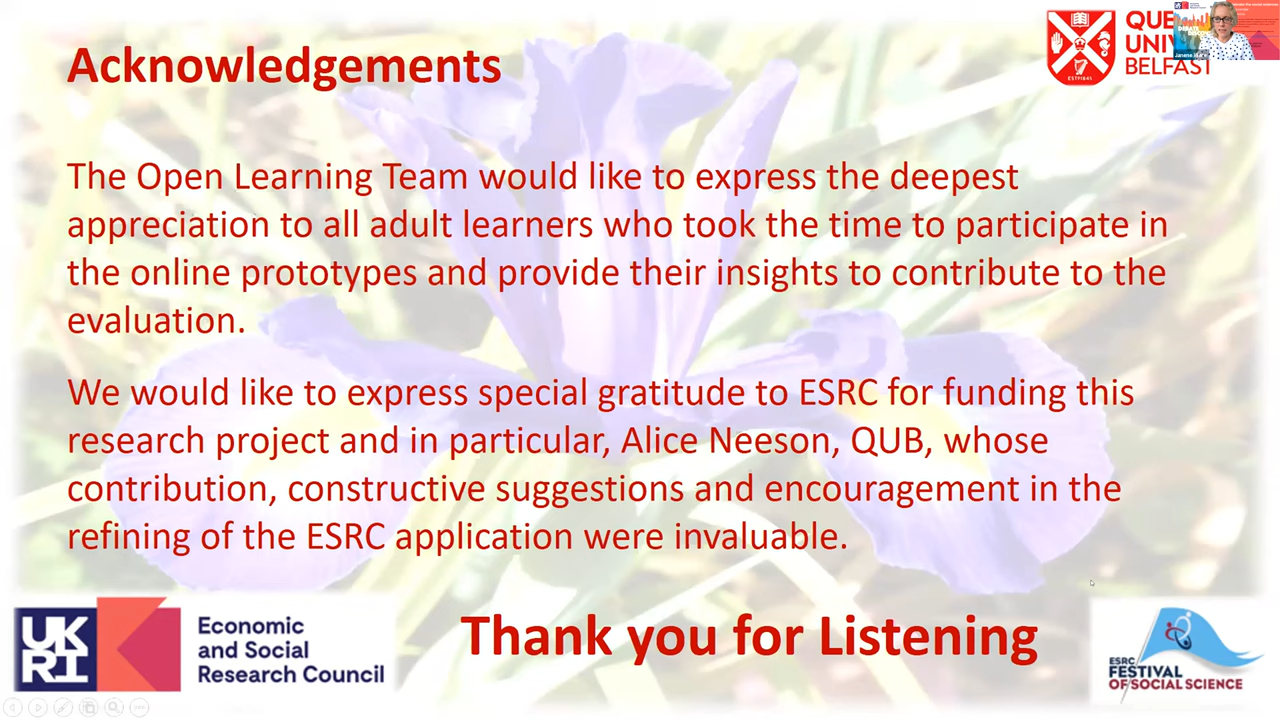 Acknowledgements
QUE
UNIV
BELFAST
The Open Learning Team would like to express the deepest
appreciation to all adult learners who took the time to participate in
the online prototypes and provide their insights to contribute to the
evaluation.
We would like to express special gratitude to ESRC for funding this
research project and in particular, Alice Neeson, QUB, whose
contribution, constructive suggestions and encouragement in the
refining of the ESRC application were invaluable.
UK
RI
Economic
and Social
Research Council
Thank you for Listening
ESRC
FESTIVAL
OF SOCIAL SCIENCE